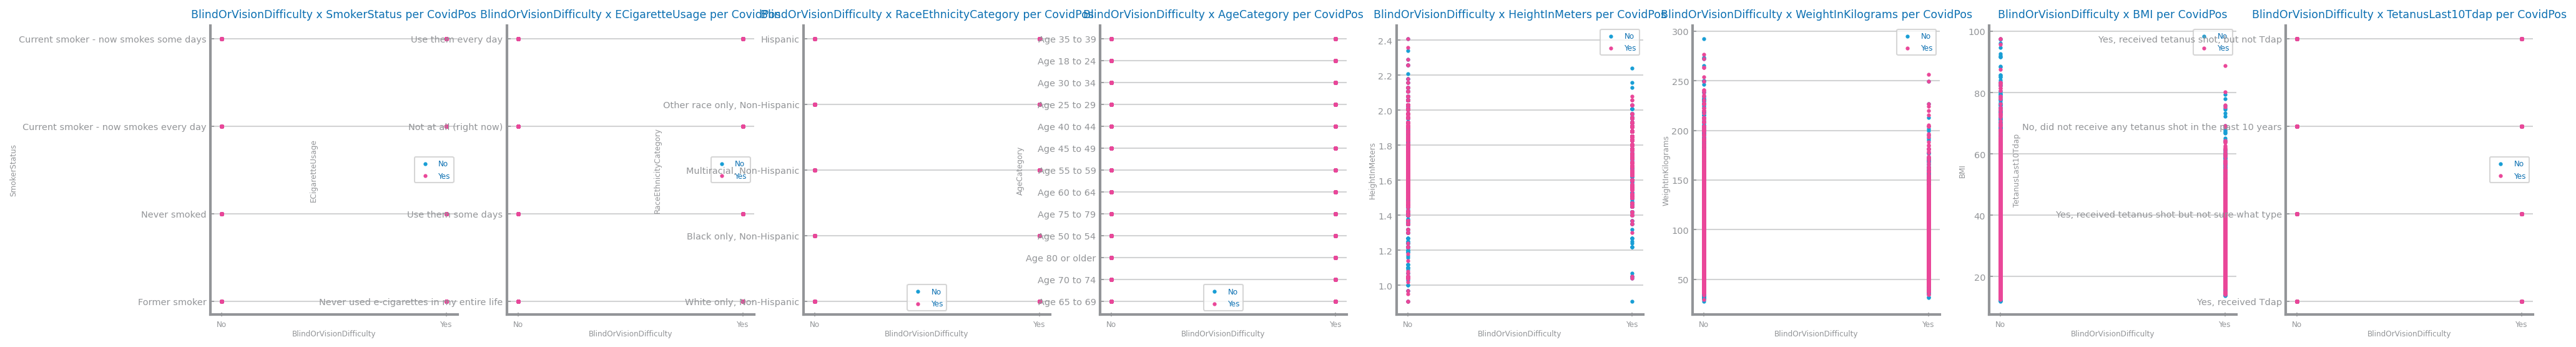 BlindOrVisionDifficulty x SmokerStatus per CovidPos
SmokerStatus
Current smoker - now smokes some days
Current smoker - now smokes every day
Never smoked
Former smoker
No
Yes
No
Yes
BlindOrVisionDifficulty
BlindOrVisionDifficulty x ECigaretteUsage per CovidPos
ECigaretteUsage
Use them every day
Not at all (right now)
Use them some days
Never used e-cigarettes in my entire life
No
Yes
No
Yes
BlindOrVisionDifficulty
BlindOrVisionDifficulty x RaceEthnicityCategory per CovidPos
RaceEthnicityCategory
Hispanic
Other race only, Non-Hispanic
Multiracial, Non-Hispanic
Black only, Non-Hispanic
White only, Non-Hispanic
No
Yes
No
Yes
BlindOrVisionDifficulty
BlindOrVisionDifficulty x AgeCategory per CovidPos
AgeCategory
Age 35 to 39
Age 18 to 24
Age 30 to 34
Age 25 to 29
Age 40 to 44
Age 45 to 49
Age 55 to 59
Age 60 to 64
Age 75 to 79
Age 50 to 54
Age 80 or older
Age 70 to 74
Age 65 to 69
No
Yes
No
Yes
BlindOrVisionDifficulty
BlindOrVisionDifficulty x HeightInMeters per CovidPos
HeightInMeters
2.4
2.2
2.0
1.8
1.6
1.4
1.2
1.0
No
Yes
No
Yes
BlindOrVisionDifficulty
BlindOrVisionDifficulty x WeightInKilograms per CovidPos
WeightInKilograms
300
250
200
150
100
50
No
Yes
No
Yes
BlindOrVisionDifficulty
BlindOrVisionDifficulty x BMI per CovidPos
BMI
100
80
60
40
20
No
Yes
No
Yes
BlindOrVisionDifficulty
BlindOrVisionDifficulty x TetanusLast10Tdap per CovidPos
TetanusLast10Tdap
Yes, received tetanus shot, but not Tdap
No, did not receive any tetanus shot in the past 10 years
Yes, received tetanus shot but not sure what type
Yes, received Tdap
No
Yes
No
Yes
BlindOrVisionDifficulty